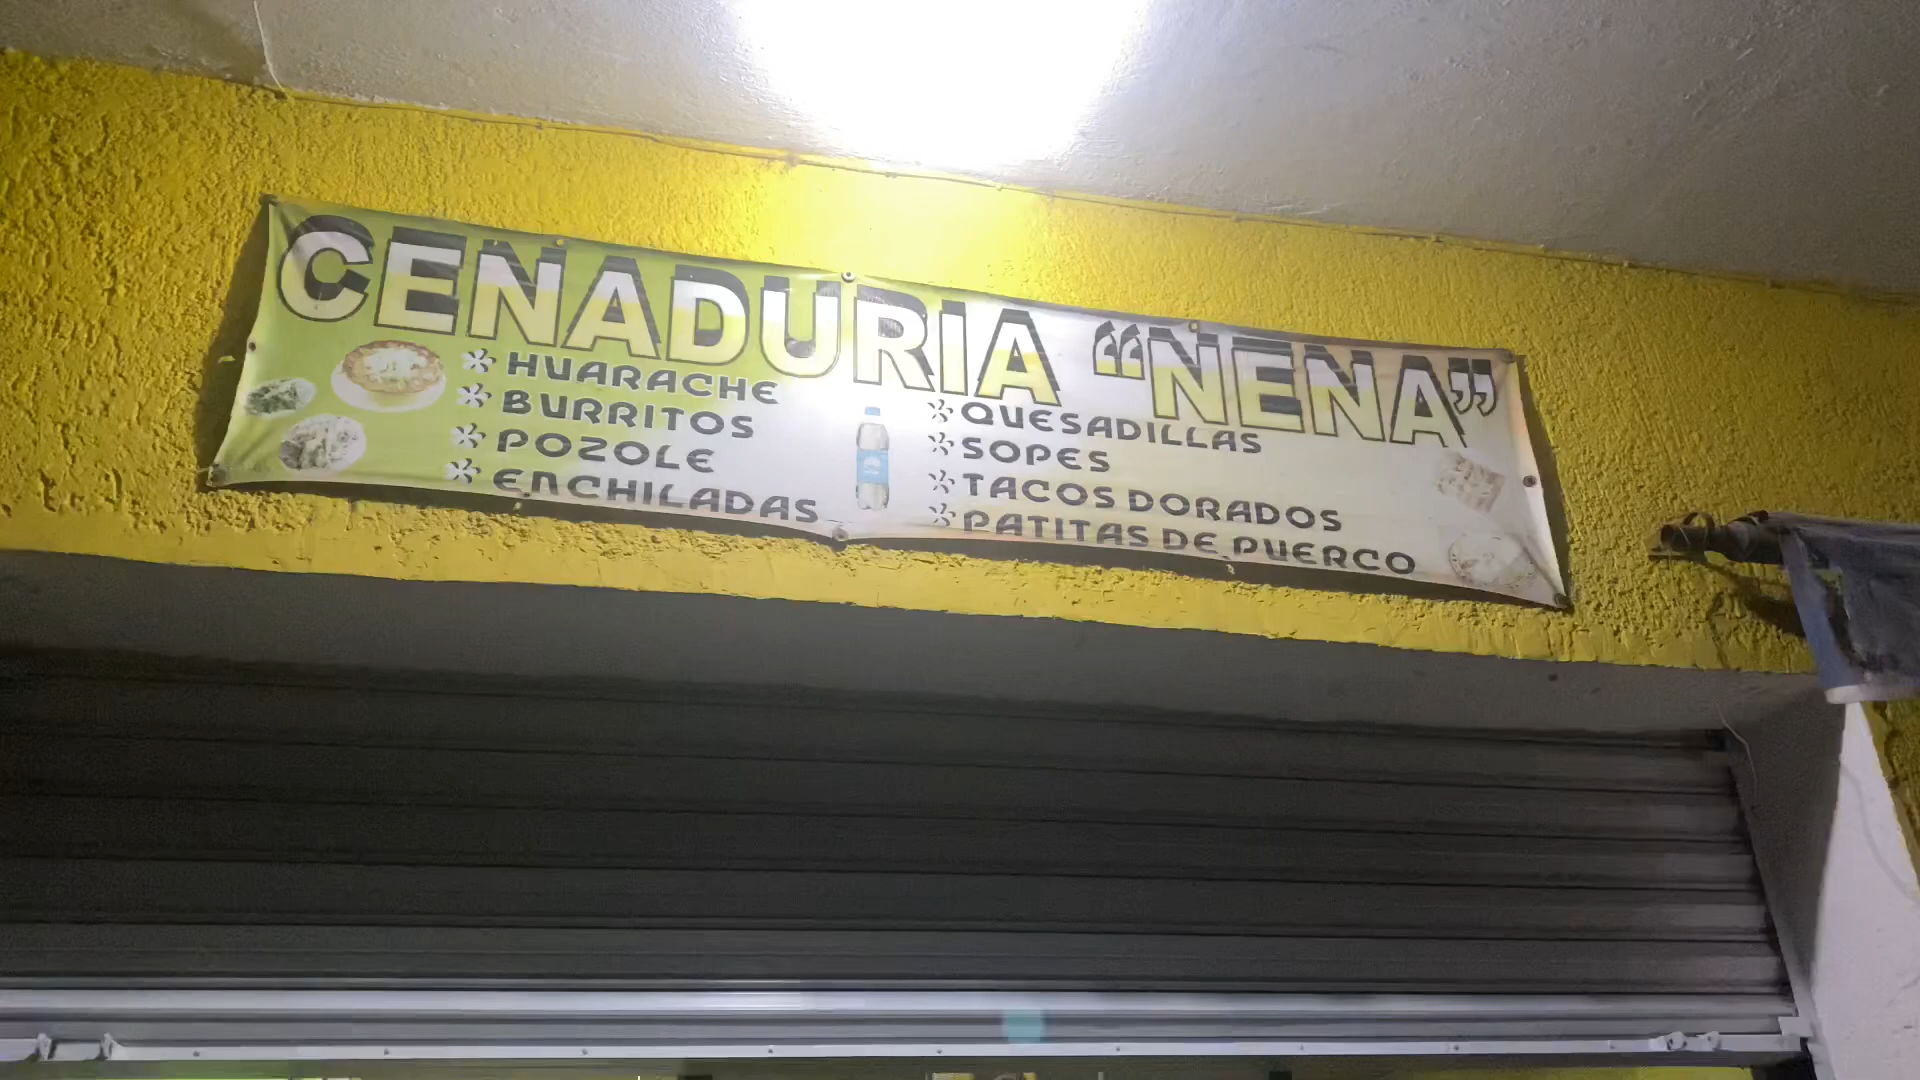 CENADURIA “NENA”
HUARACHE
BURRITOS
POZOLE
ENCHILADAS
QUESADILLAS
SOPES
TACOS DORADOS
PATITAS DE PUERCO